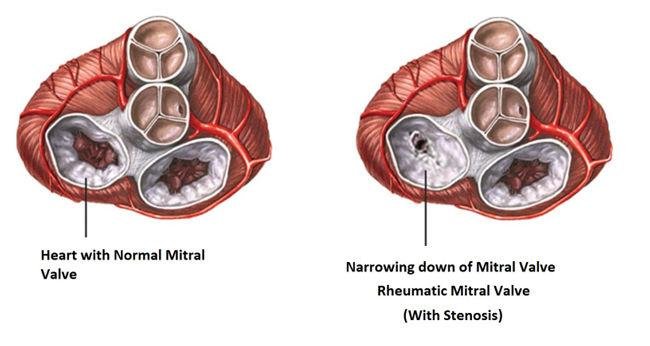 Heart with Normal Mitral
Valve
Narrowing down of Mitral Valve
Rheumatic Mitral Valve
(With Stenosis)